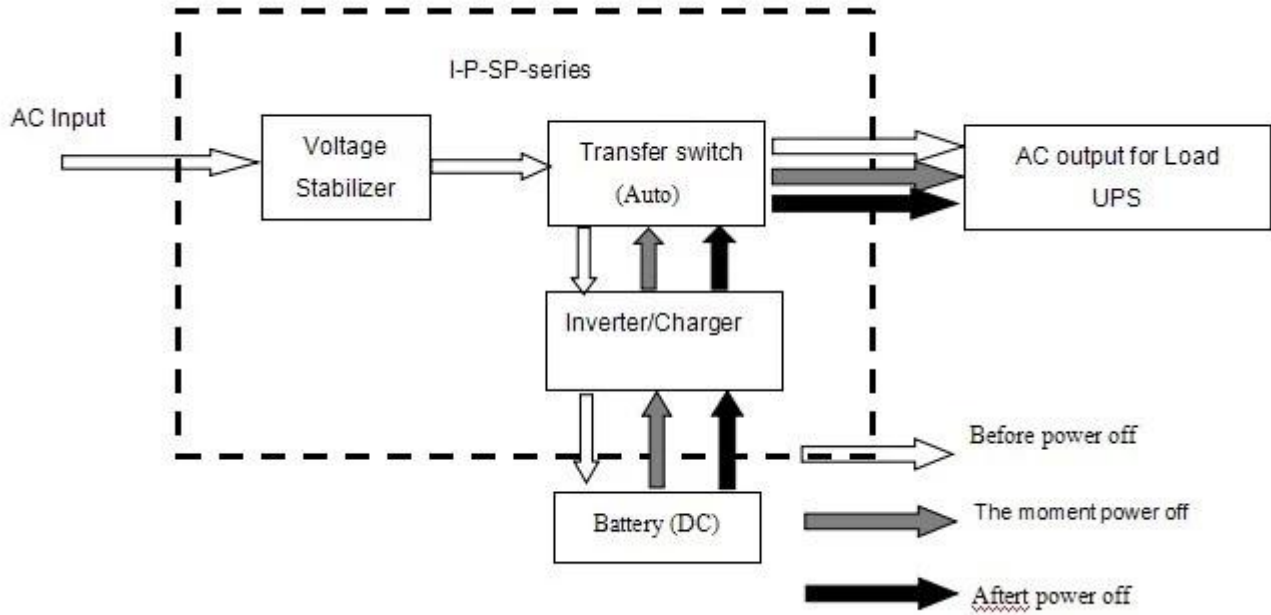 I-P-SP-series
AC Input
Voltage
Stabilizer
Transfer switch
(Auto)
AC output for Load
UPS
Inverter/Charger
Battery (DC)
Before power off
The moment power off
Aftert power off